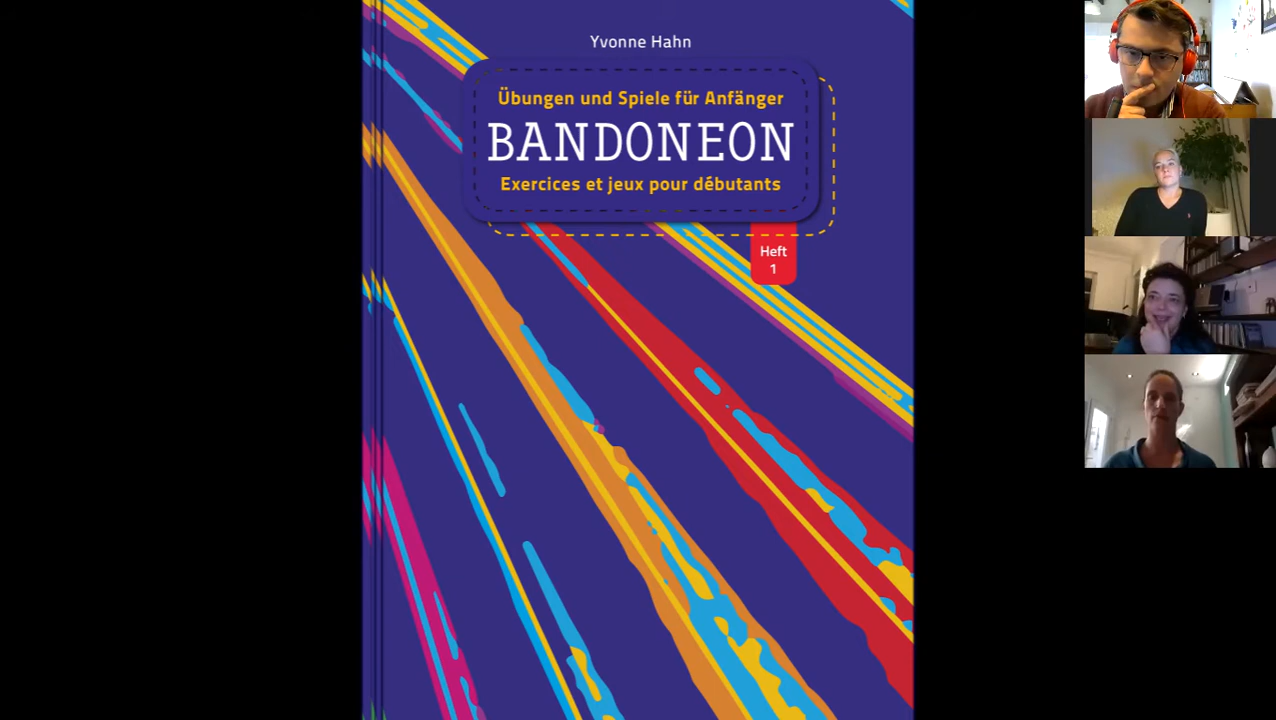 Yvonne Hahn
Übungen und Spiele für Anfänger
BANDONEON
Exercices et jeux pour débutants
Heft
1